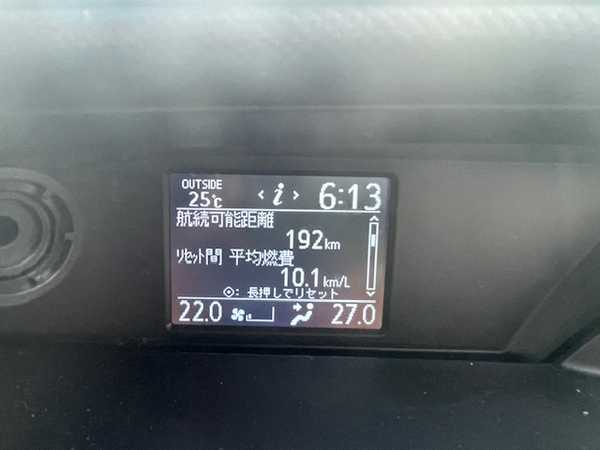 OUTSIDE
25℃
< i > 6:13
航続可能距離
192km
リセット間 平均燃費
10.1km/L
: 長押しでリセット
22.0 27.0